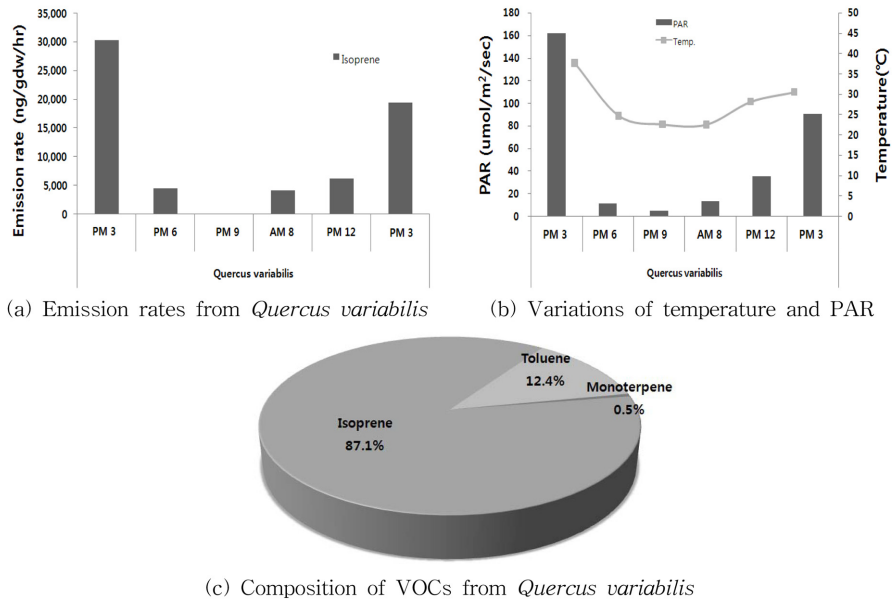 Emission rate (ng/gdw/hr)
35,000
30,000
25,000
20,000
15,000
10,000
5,000
0
Isoprene
PM 3 PM 6 PM 9 AM 8 PM 12 PM 3
Quercus variabilis
(a) Emission rates from Quercus variabilis
PAR (umol/m²/sec)
180
160
140
120
100
80
60
40
20
0
PAR
Temp.
50
45
40
35
30
25
20
15
10
5
0
Temperature(℃)
PM 3 PM 6 PM 9 AM 8 PM 12 PM 3
Quercus variabilis
(b) Variations of temperature and PAR
Toluene
12.4%
Monoterpene
0.5%
Isoprene
87.1%
(c) Composition of VOCs from Quercus variabilis